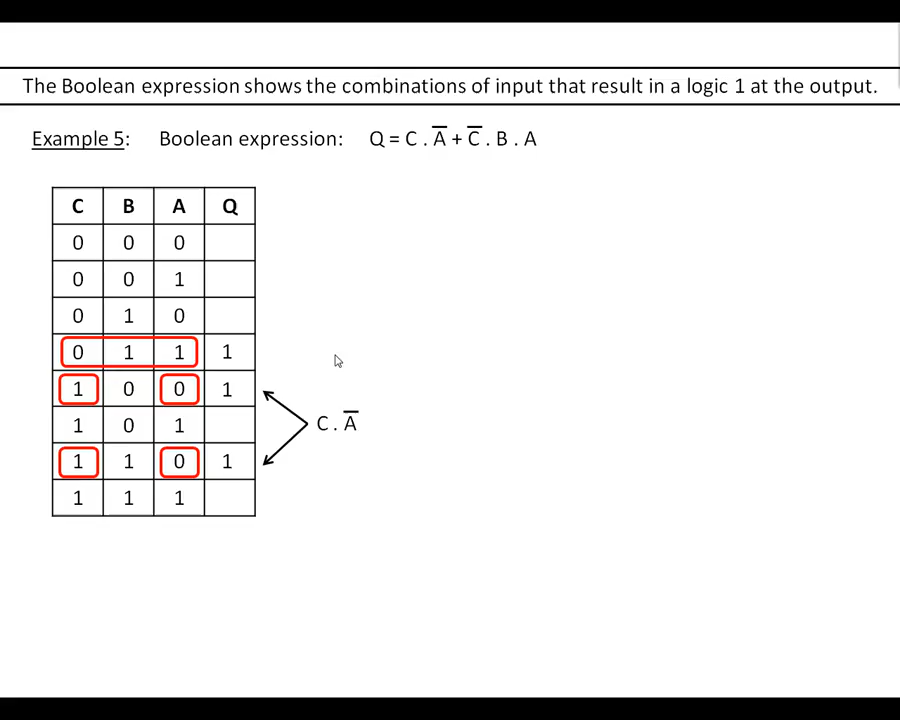 The Boolean expression shows the combinations of input that result in a logic 1 at the output.
Example 5: Boolean expression: Q = C . A̅ + C̅ . B . A
C B A Q
0 0 0
0 0 1
0 1 0
0 1 1 1
1 0 0 1
1 0 1
C . A̅
1 1 0 1
1 1 1